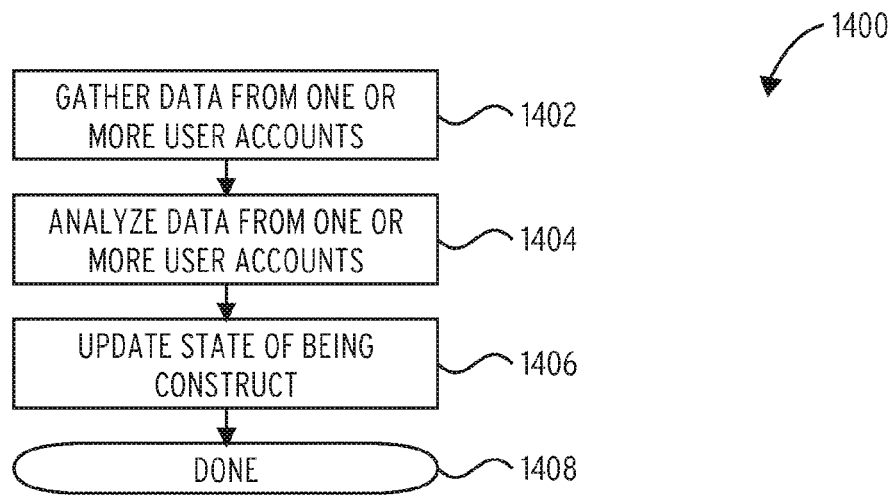 1400
GATHER DATA FROM ONE OR
MORE USER ACCOUNTS
1402
ANALYZE DATA FROM ONE OR
MORE USER ACCOUNTS
1404
UPDATE STATE OF BEING
CONSTRUCT
1406
DONE
1408